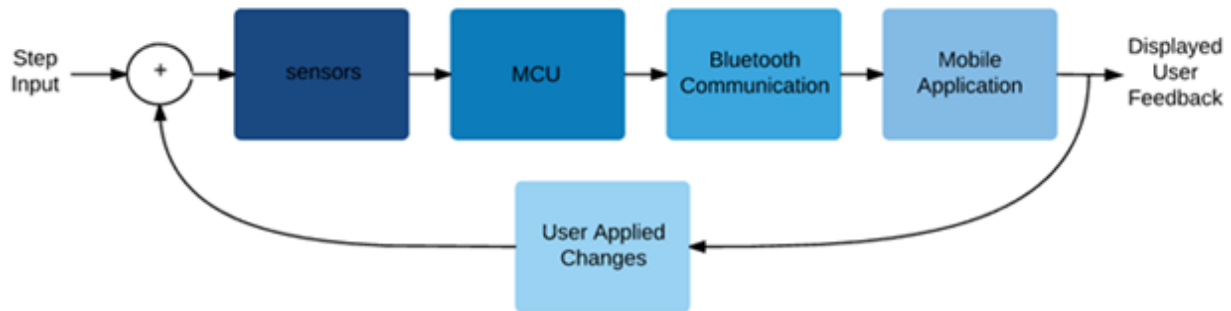 Step
Input
+
sensors
MCU
Bluetooth
Communication
Mobile
Application
Displayed
User
Feedback
User Applied
Changes